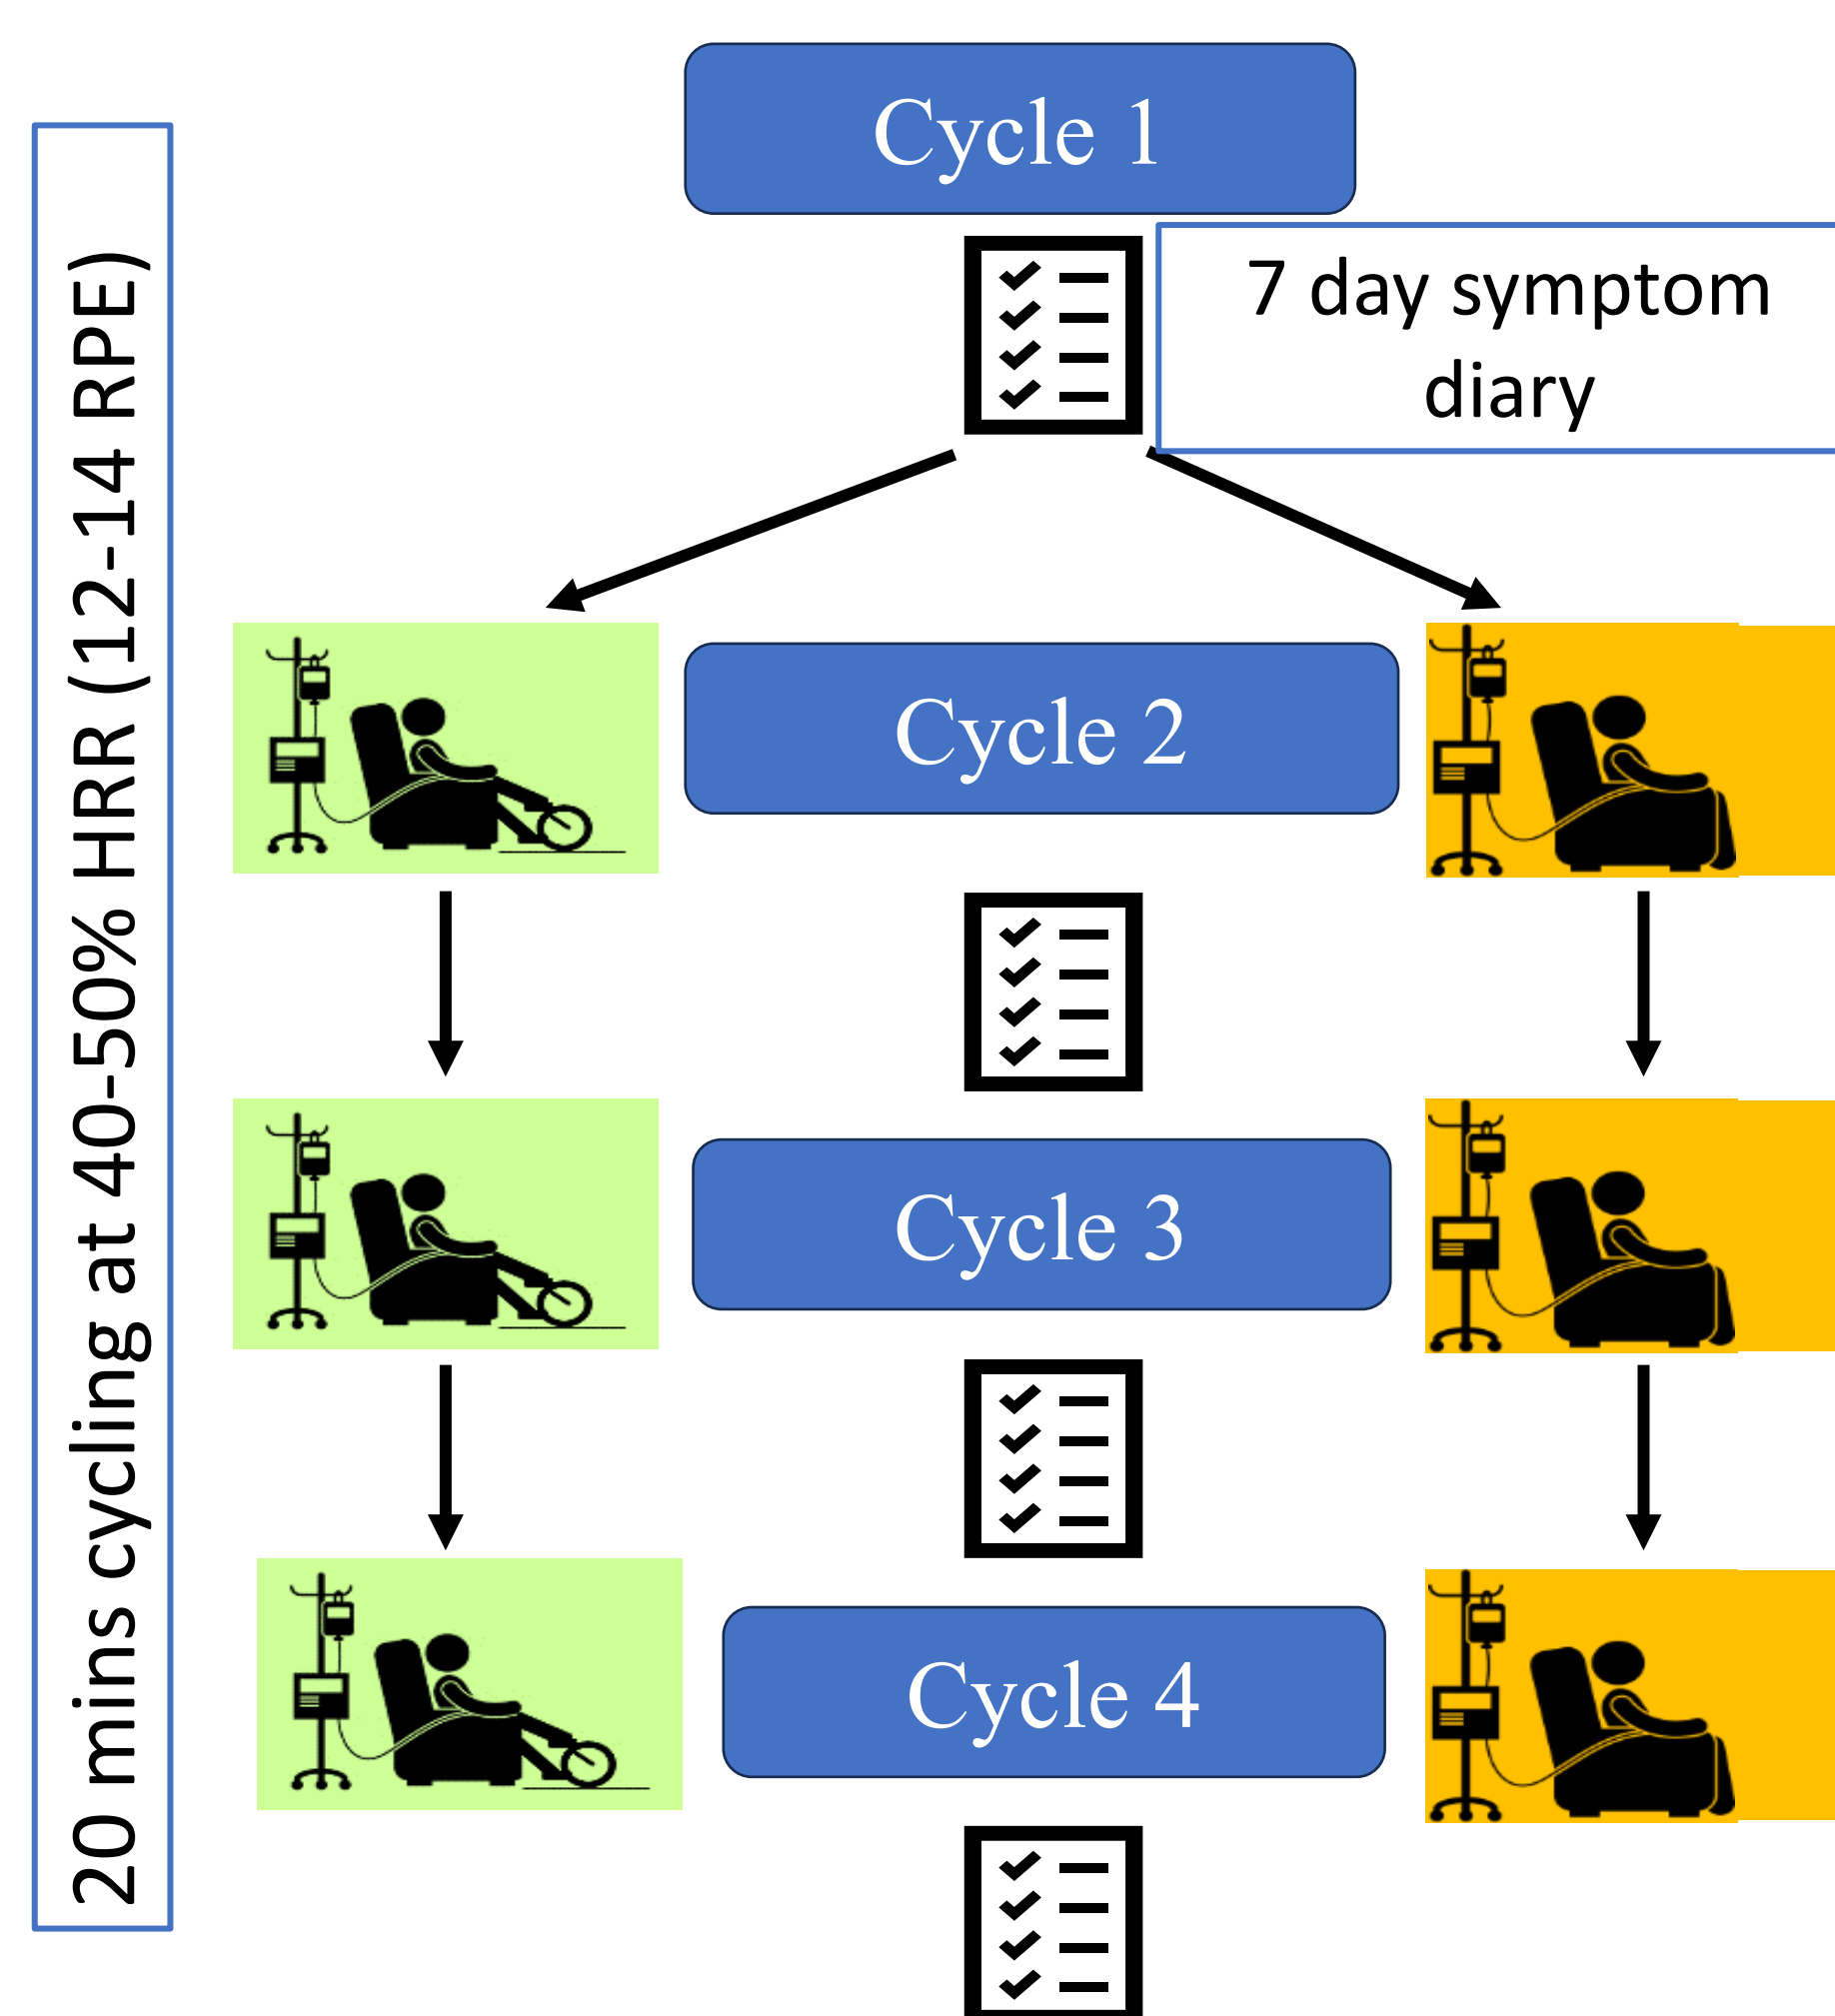 Cycle 1
7 day symptom
diary
20 mins cycling at 40-50% HRR (12-14 RPE)
Cycle 2
Cycle 3
Cycle 4